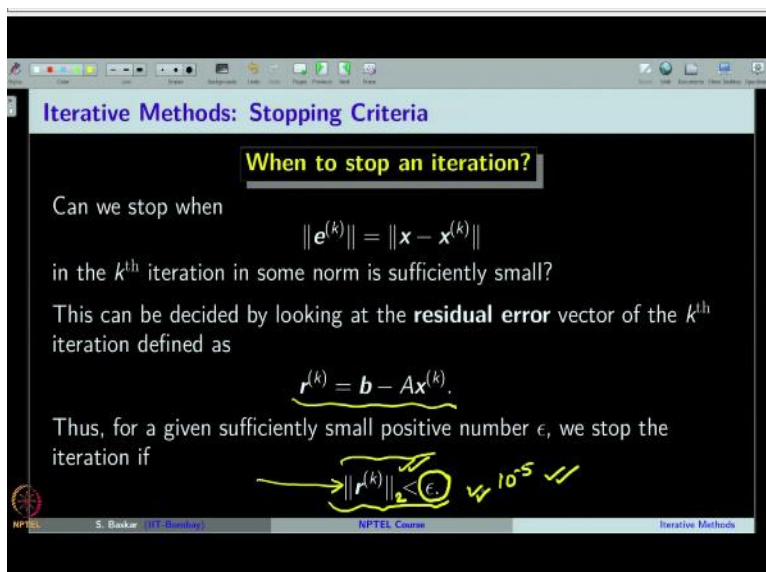 Iterative Methods: Stopping Criteria
When to stop an iteration?
Can we stop when
‖e⁽ᵏ⁾‖ = ‖x − x⁽ᵏ⁾‖
in the kᵗʰ iteration in some norm is sufficiently small?
This can be decided by looking at the residual error vector of the kᵗʰ
iteration defined as
r⁽ᵏ⁾ = b − Ax⁽ᵏ⁾.
Thus, for a given sufficiently small positive number ϵ, we stop the
iteration if
‖r⁽ᵏ⁾‖₂ < ϵ. 10⁻⁵
NPTEL S. Baskar (IIT-Bombay) NPTEL Course Iterative Methods